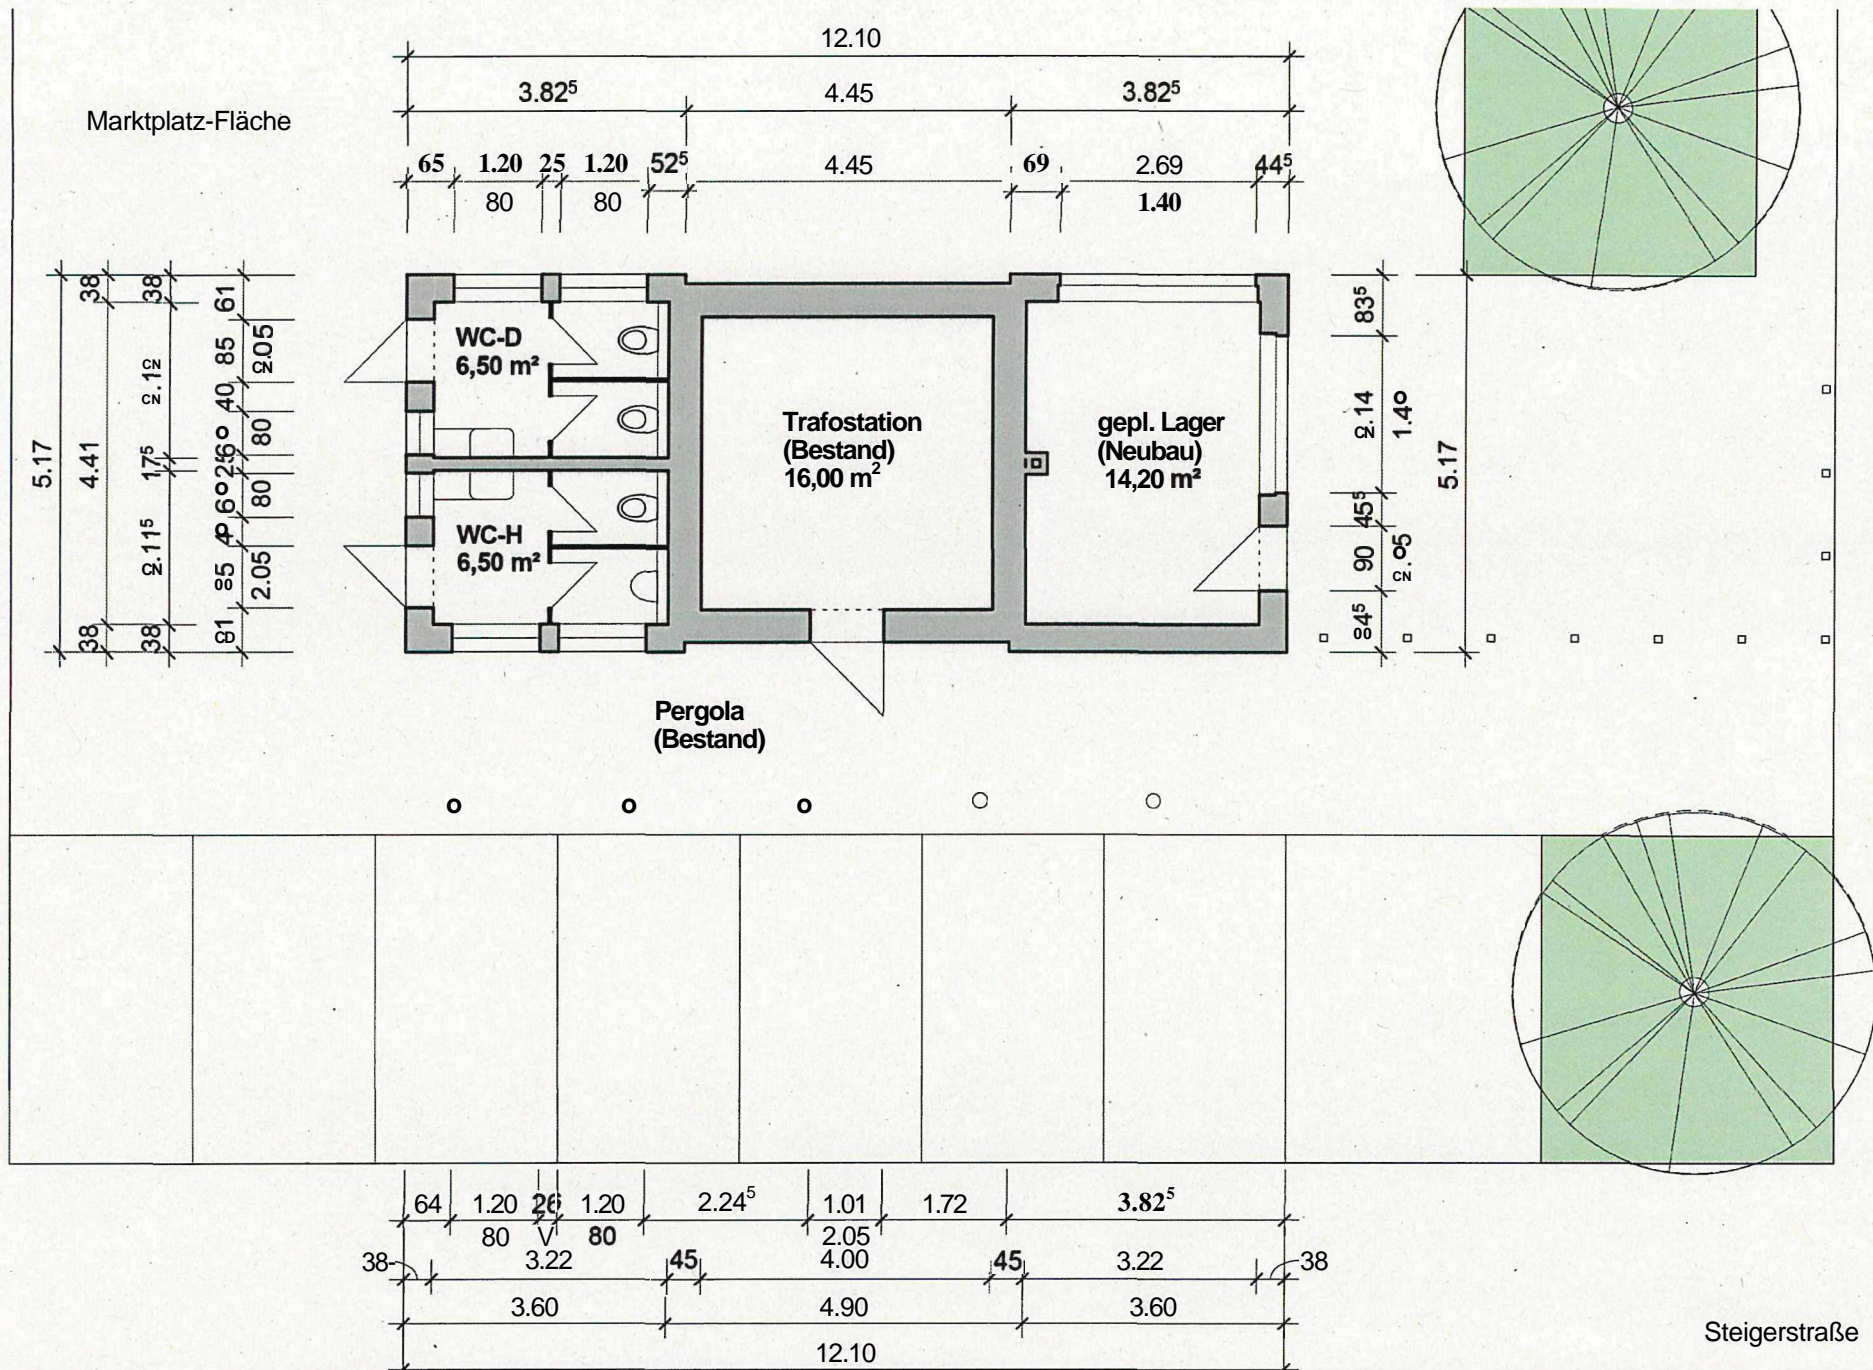 12.10
3.82⁵ 4.45 3.82⁵
Marktplatz-Fläche
65 1.20 25 1.20 52⁵ 4.45 69 2.69 44⁵
80 80 1.40
38 38 61
85 2.05
40
80
5.17 4.41 17⁵ 25
80
2.11⁵
2.05
38 38
WC-D
6,50 m²
WC-H
6,50 m²
Trafostation
(Bestand)
16,00 m²
gepl. Lager
(Neubau)
14,20 m²
83⁵
2.14 1.40
5.17
45⁵
90
Pergola
(Bestand)
64 1.20 26 1.20 2.24⁵ 1.01 1.72 3.82⁵
80 V 80 2.05
38 3.22 45 4.00 45 3.22 38
3.60 4.90 3.60
12.10
Steigerstraße